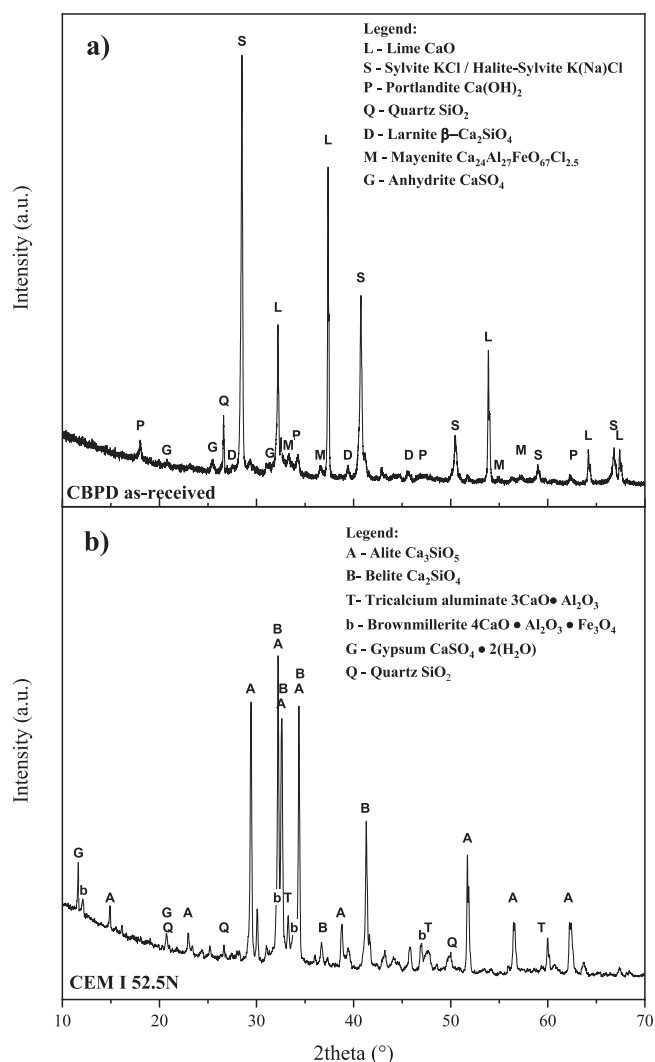 a)
Legend:
L - Lime CaO
S - Sylvite KCl / Halite-Sylvite K(Na)Cl
P - Portlandite Ca(OH)2
Q - Quartz SiO2
D - Larnite β–Ca2SiO4
M - Mayenite Ca24Al27FeO67Cl2.5
G - Anhydrite CaSO4
Intensity (a.u.)
P G G Q D S G L M P M L D S D P S L M M S P L S L
CBPD as-received
b)
Legend:
A - Alite Ca3SiO5
B- Belite Ca2SiO4
T- Tricalcium aluminate 3CaO● Al2O3
b - Brownmillerite 4CaO ● Al2O3 ● Fe3O4
G - Gypsum CaSO4 ● 2(H2O)
Q - Quartz SiO2
Intensity (a.u.)
G b A G Q A Q A B A b B A T b B A B A B b T Q A A T A
CEM I 52.5N
10 20 30 40 50 60 70
2theta (°)